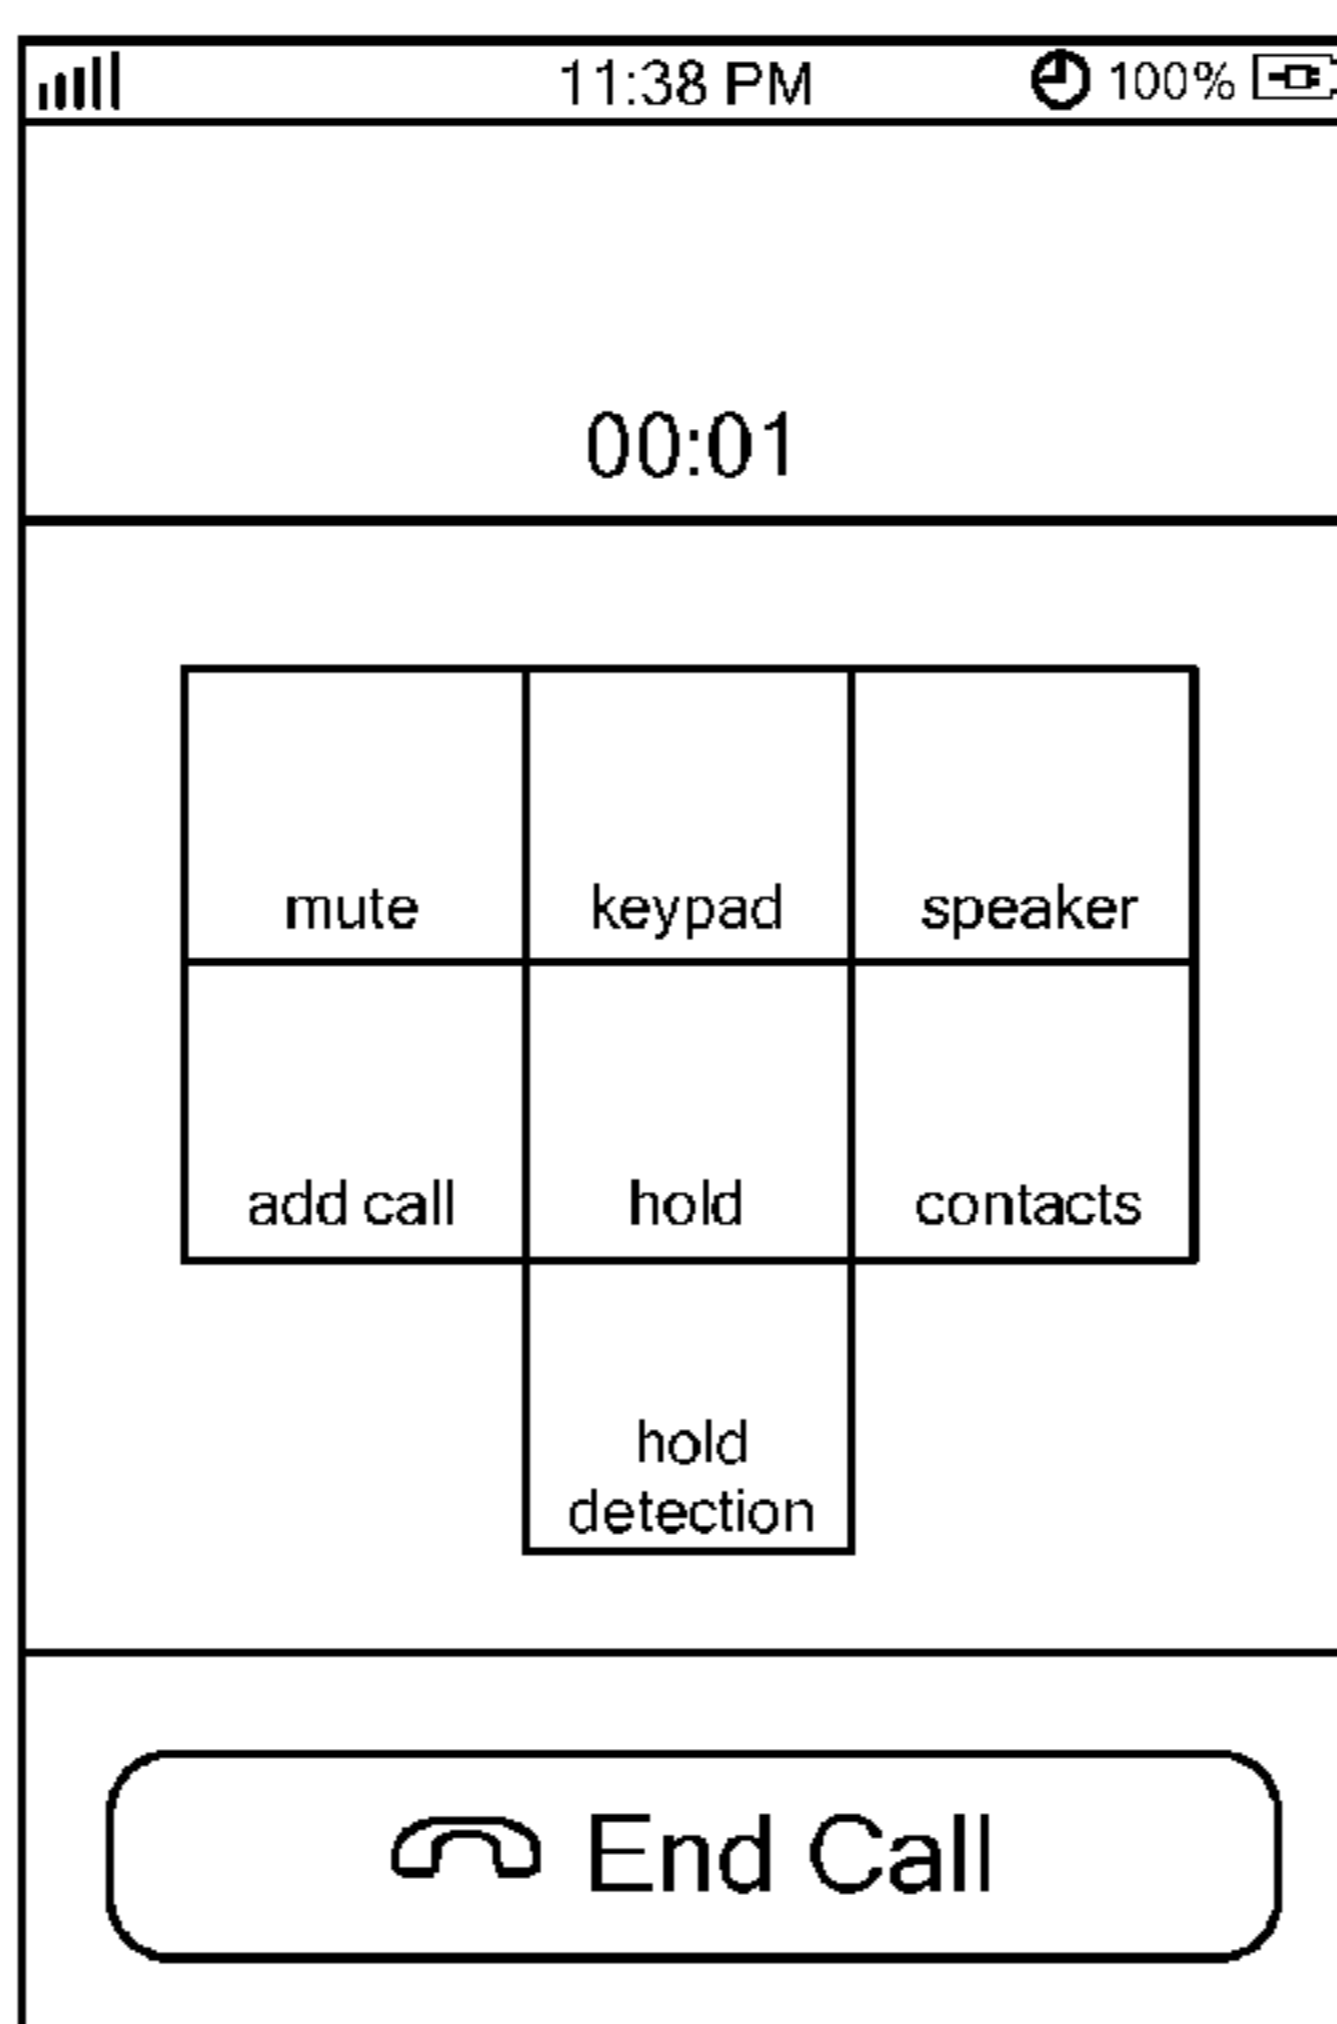 11:38 PM 100%
00:01
mute keypad speaker
add call hold contacts
hold
detection
End Call